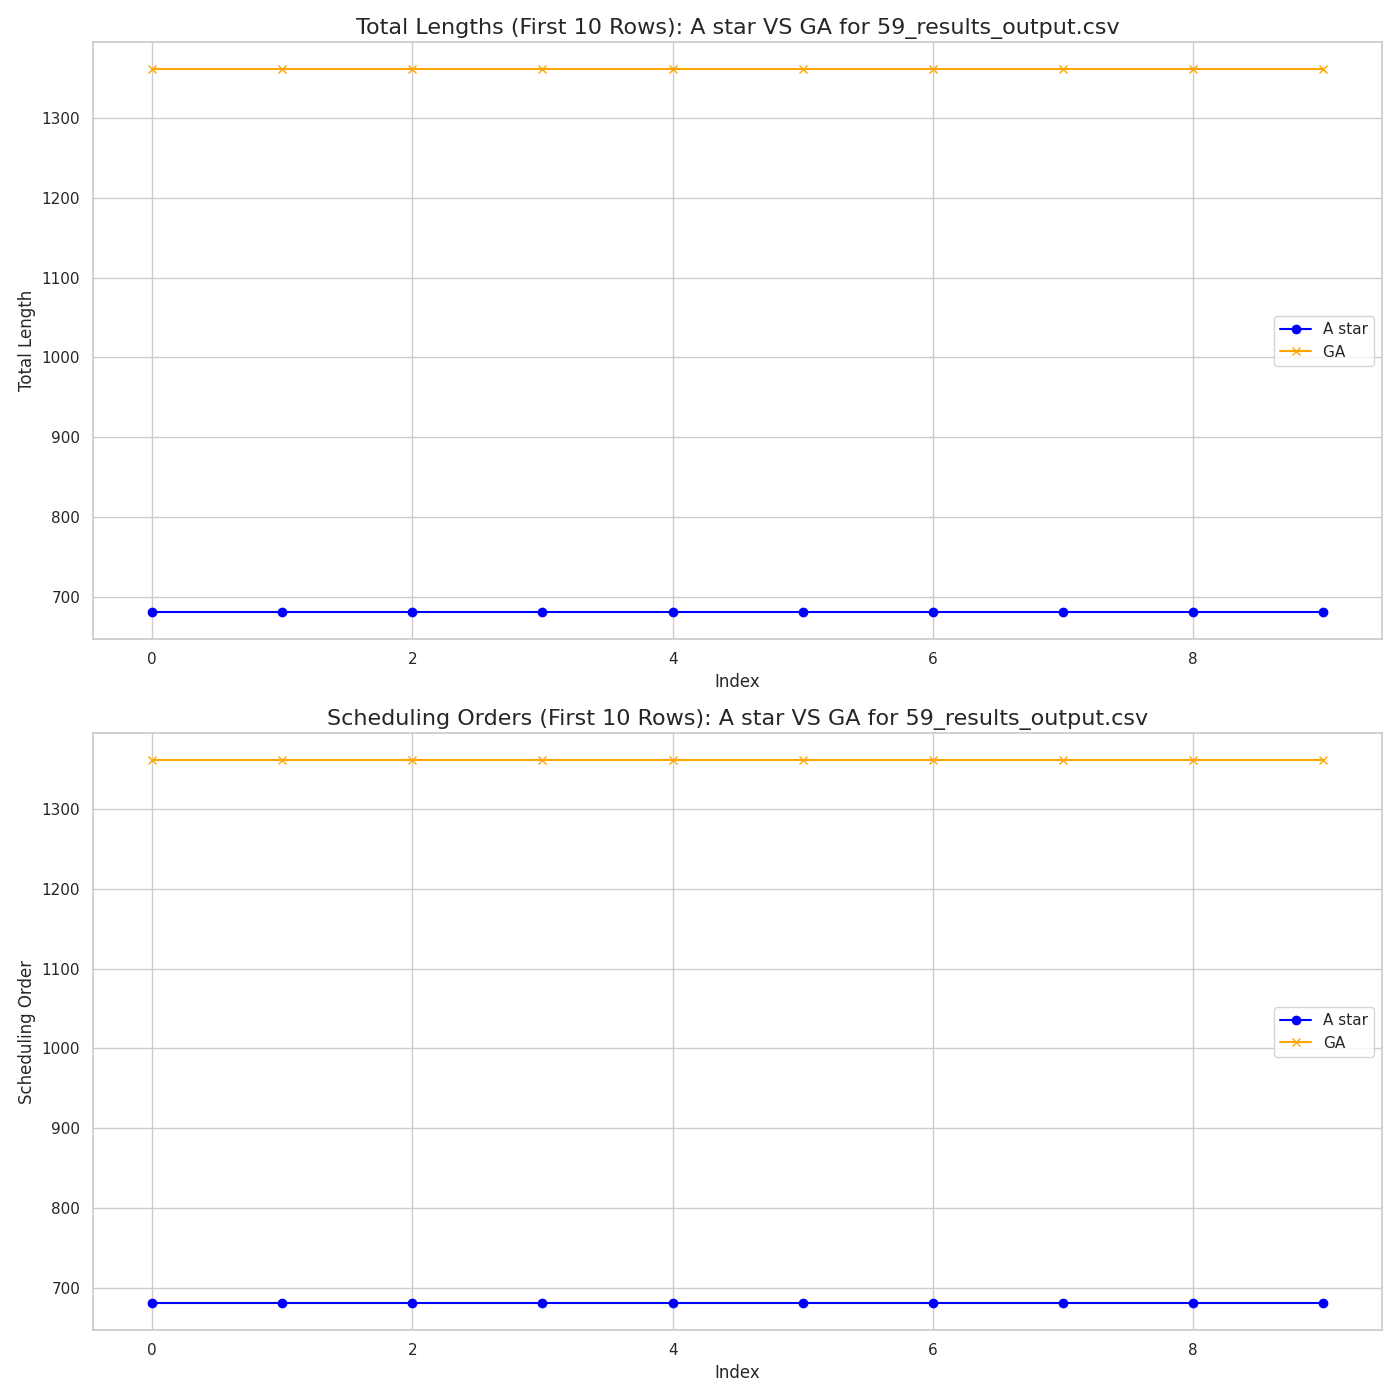 Total Lengths (First 10 Rows): A star VS GA for 59_results_output.csv
Total Length
1300
1200
1100
1000
900
800
700
A star
GA
0 2 4 6 8
Index
Scheduling Orders (First 10 Rows): A star VS GA for 59_results_output.csv
Scheduling Order
1300
1200
1100
1000
900
800
700
A star
GA
0 2 4 6 8
Index